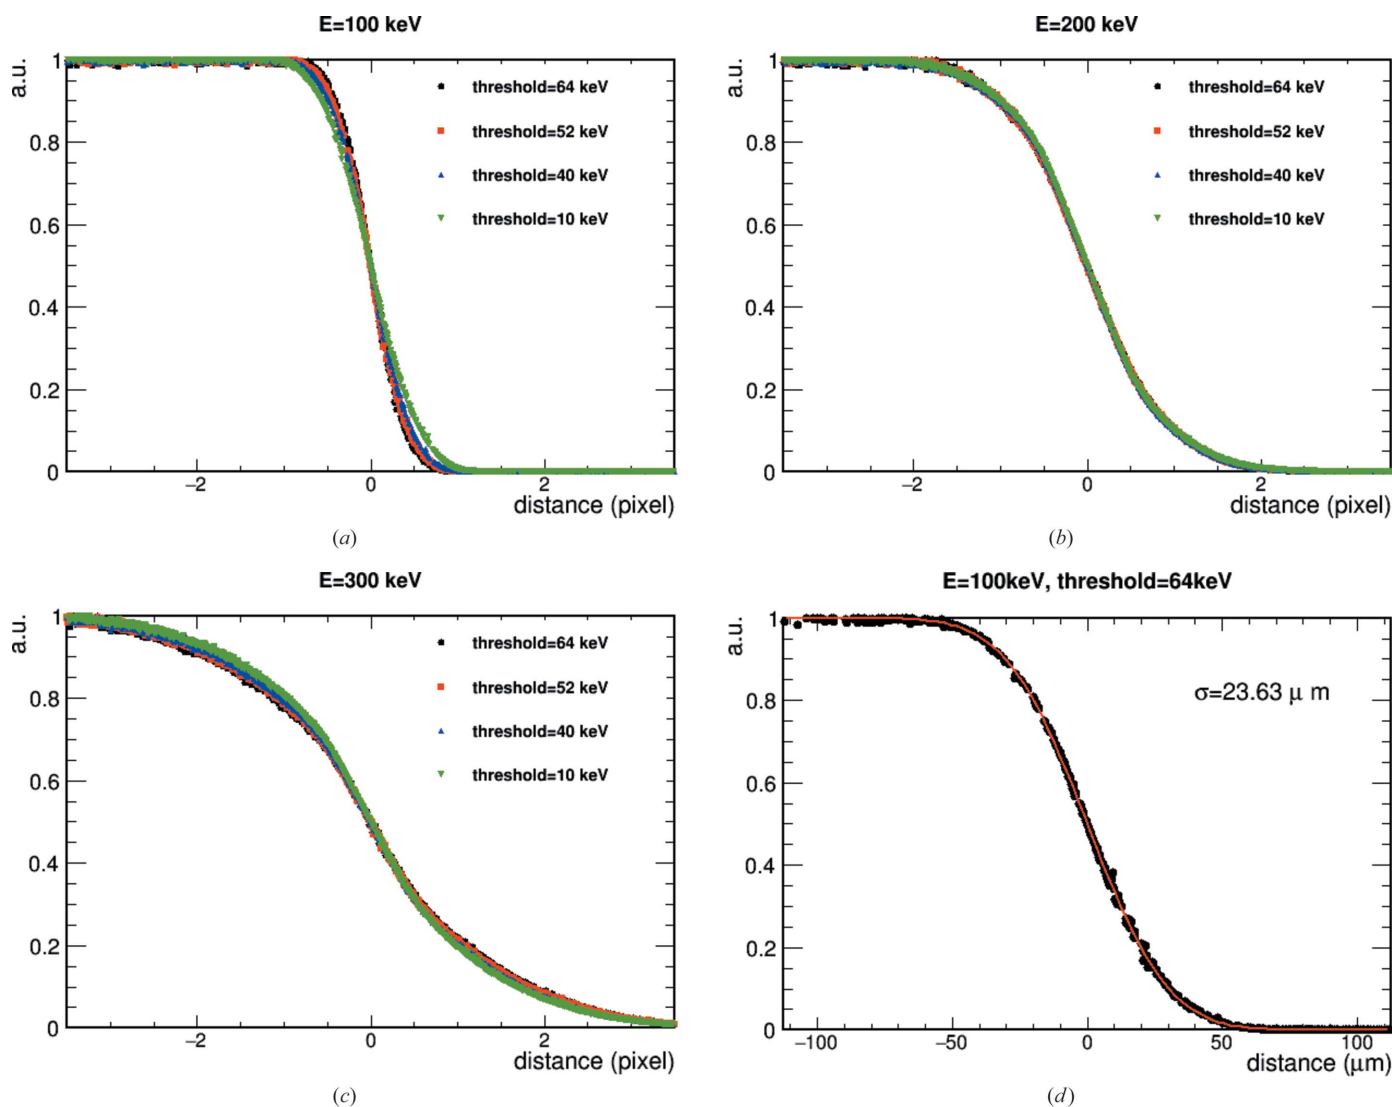 E=100 keV
a.u.
1
0.8
0.6
0.4
0.2
0
threshold=64 keV
threshold=52 keV
threshold=40 keV
threshold=10 keV
−2 0 2
distance (pixel)
(a)
E=200 keV
a.u.
1
0.8
0.6
0.4
0.2
0
threshold=64 keV
threshold=52 keV
threshold=40 keV
threshold=10 keV
−2 0 2
distance (pixel)
(b)
E=300 keV
a.u.
1
0.8
0.6
0.4
0.2
0
threshold=64 keV
threshold=52 keV
threshold=40 keV
threshold=10 keV
−2 0 2
distance (pixel)
(c)
E=100keV, threshold=64keV
a.u.
1
0.8
0.6
0.4
0.2
0
σ=23.63 μ m
−100 −50 0 50 100
distance (μm)
(d)